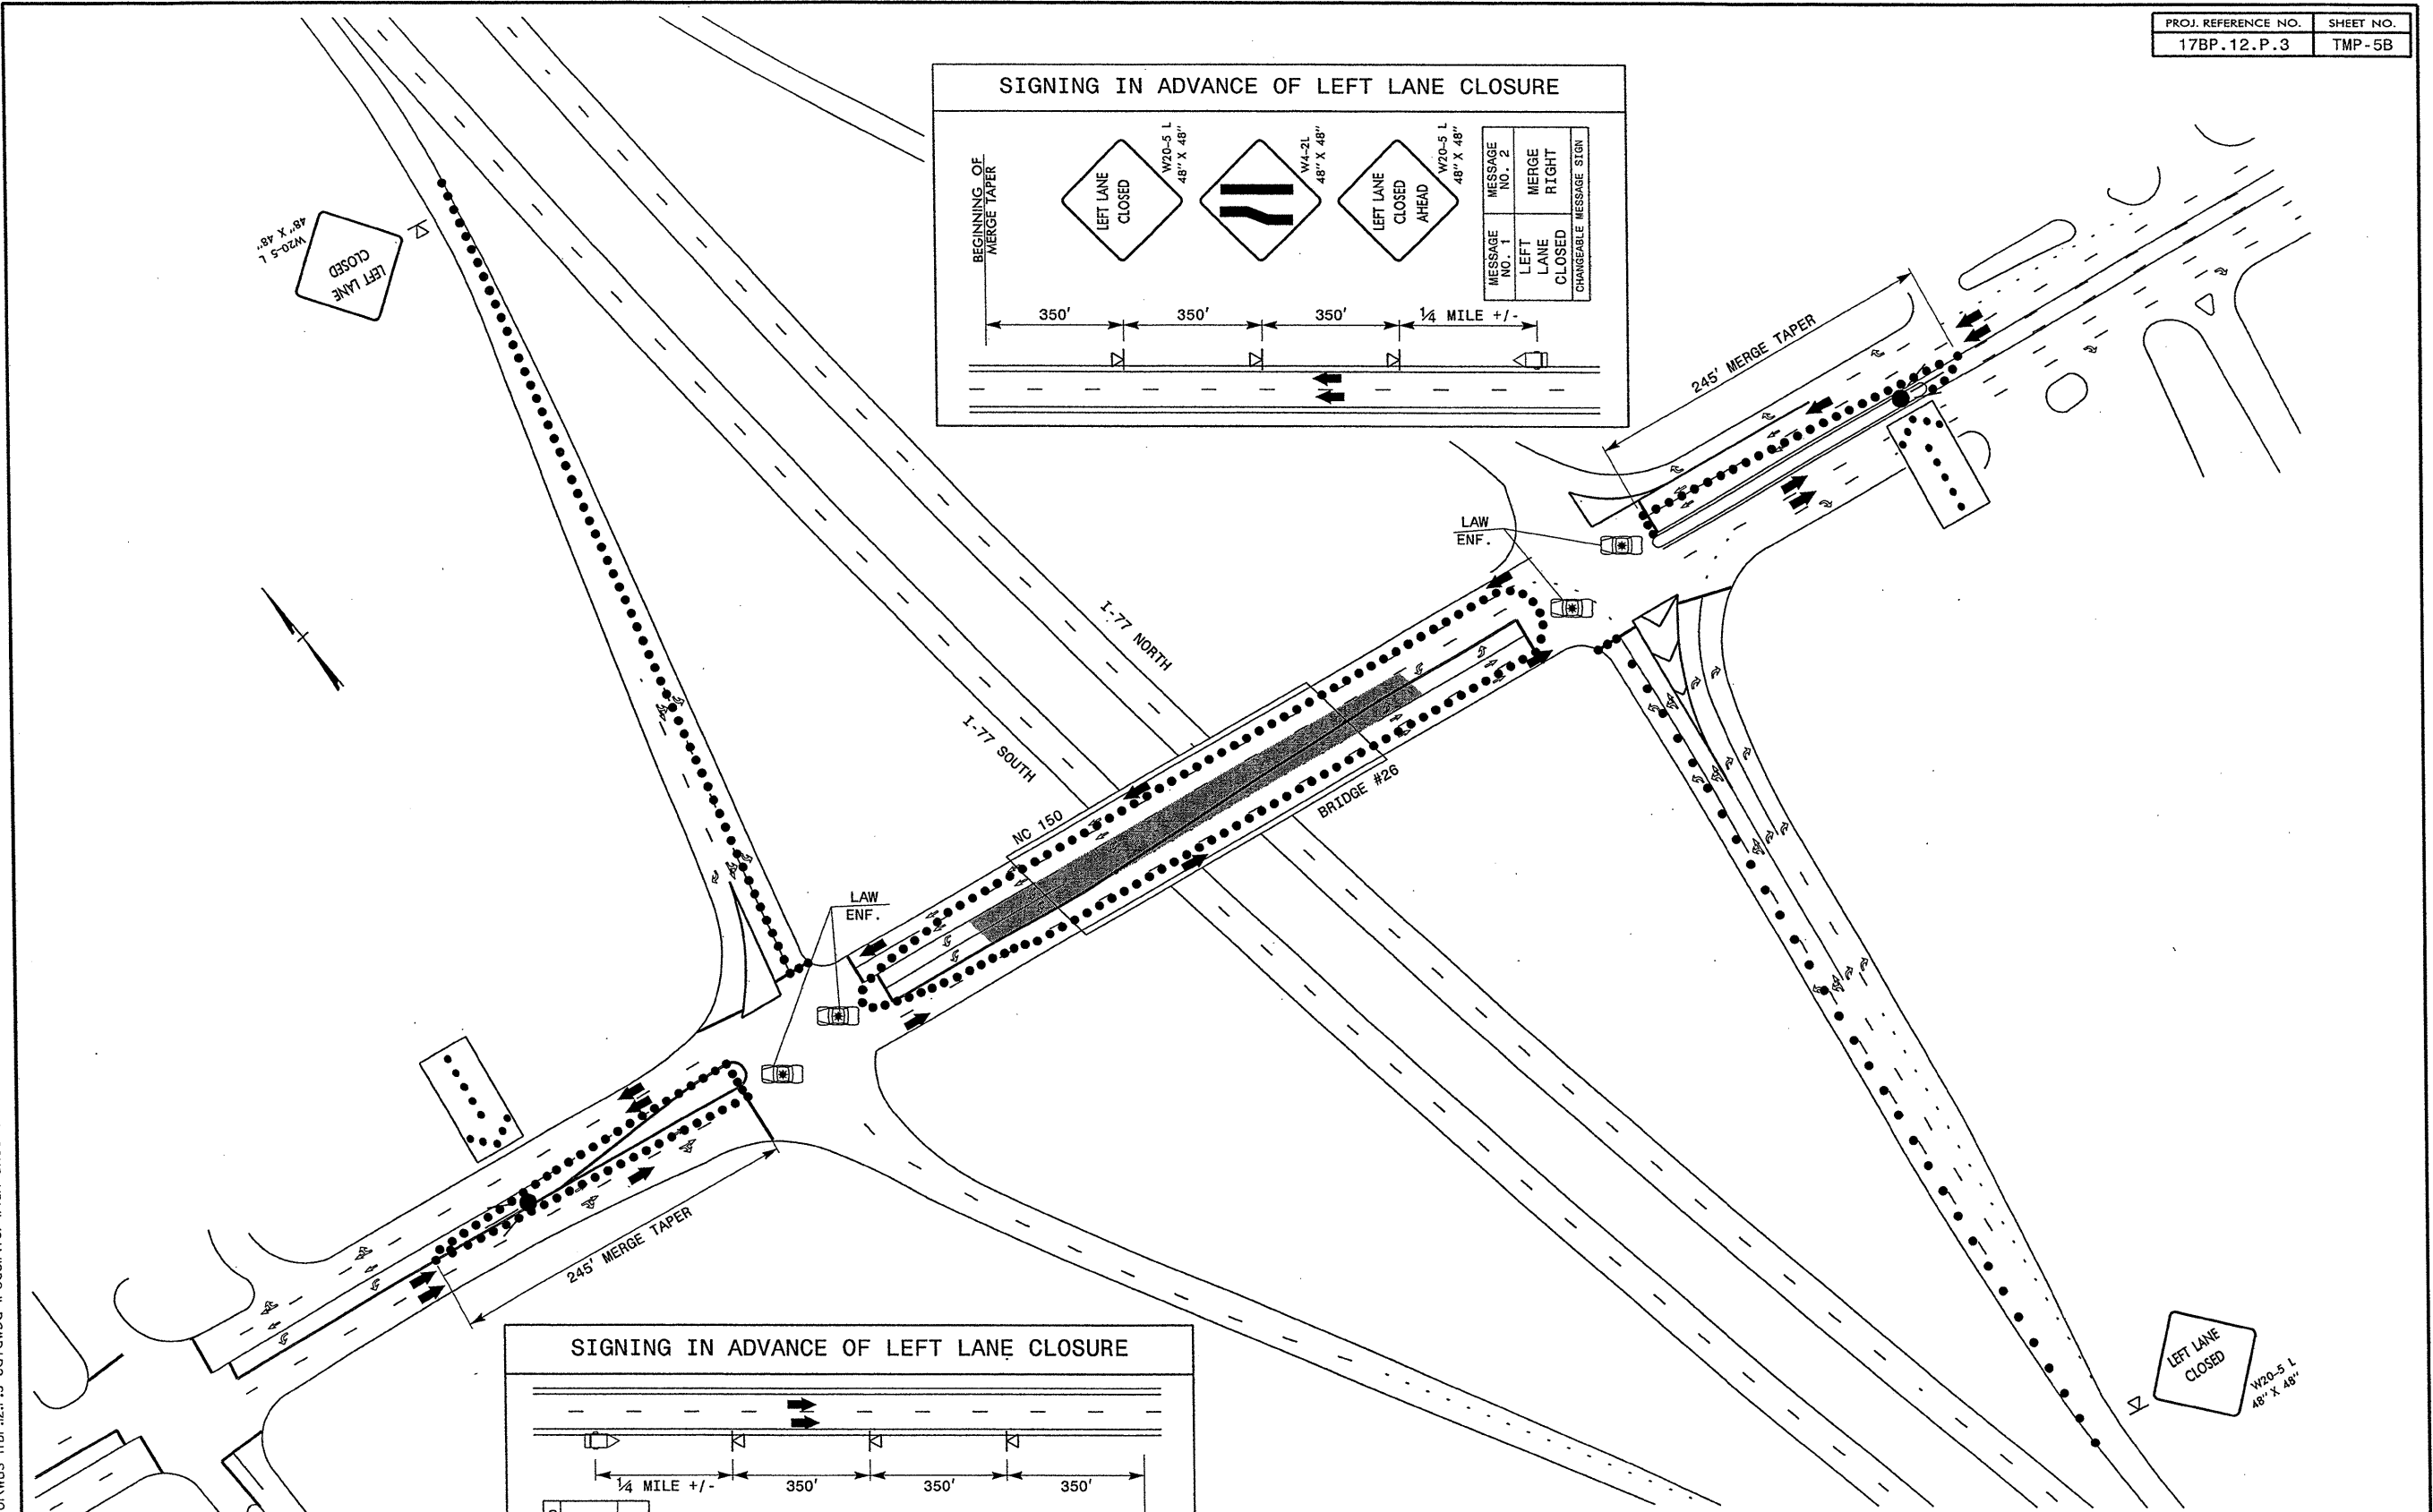 PROJ. REFERENCE NO. SHEET NO.
17BP.12.P.3 TMP-5B
SIGNING IN ADVANCE OF LEFT LANE CLOSURE
BEGINNING OF
MERGE TAPER
LEFT LANE
CLOSED
W20-5 L
48" X 48"
W4-2L
48" X 48"
LEFT LANE
CLOSED
AHEAD
W20-5 L
48" X 48"
MESSAGE
NO. 1
MESSAGE
NO. 2
LEFT
LANE
CLOSED
MERGE
RIGHT
CHANGEABLE MESSAGE SIGN
350' 350' 350' 1/4 MILE +/-
LEFT LANE
CLOSED
W20-5 L
48" X 48"
245' MERGE TAPER
LAW
ENF.
I-77 NORTH
I-77 SOUTH
NC 150
BRIDGE #26
LAW
ENF.
245' MERGE TAPER
LEFT LANE
CLOSED
W20-5 L
48" X 48"
SIGNING IN ADVANCE OF LEFT LANE CLOSURE
1/4 MILE +/- 350' 350' 350'